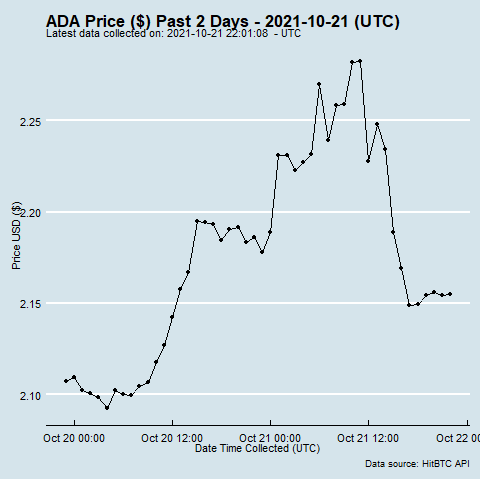 ADA Price ($) Past 2 Days - 2021-10-21 (UTC)
Latest data collected on: 2021-10-21 22:01:08 - UTC
2.25
2.20
2.15
2.10
Price USD ($)
Oct 20 00:00 Oct 20 12:00 Oct 21 00:00 Oct 21 12:00 Oct 22 00
Date Time Collected (UTC)
Data source: HitBTC API